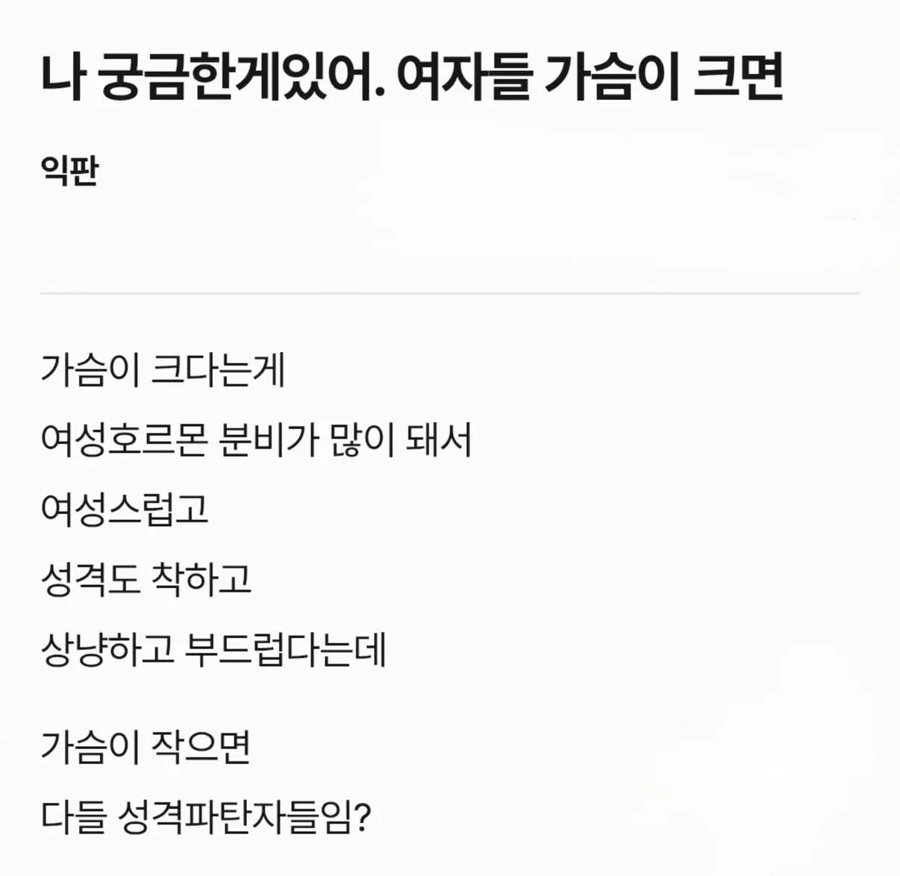 나 궁금한게있어. 여자들 가슴이 크면
익판
가슴이 크다는게
여성호르몬 분비가 많이 돼서
여성스럽고
성격도 착하고
상냥하고 부드럽다는데
가슴이 작으면
다들 성격파탄자들임?